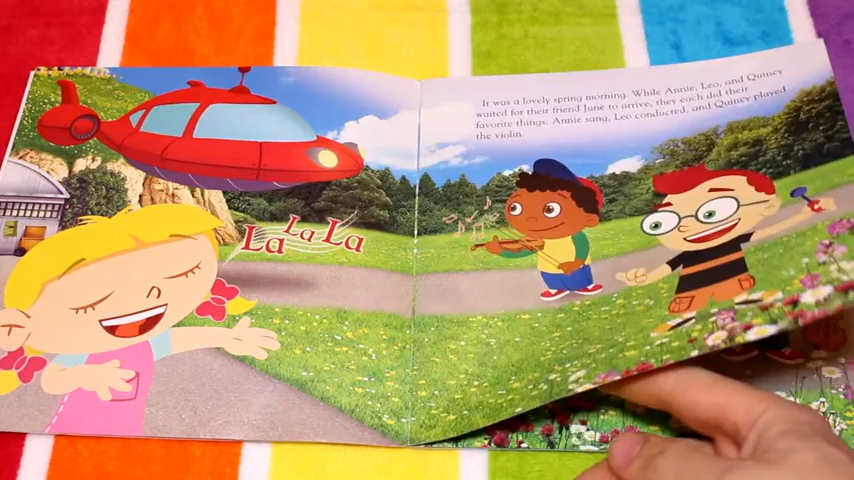 La La La
It was a lovely spring morning. While Annie, Leo, and Quincy
waited for their friend June to arrive, they each did their
favorite things. Annie sang, Leo conducted, and Quincy played
the violin.